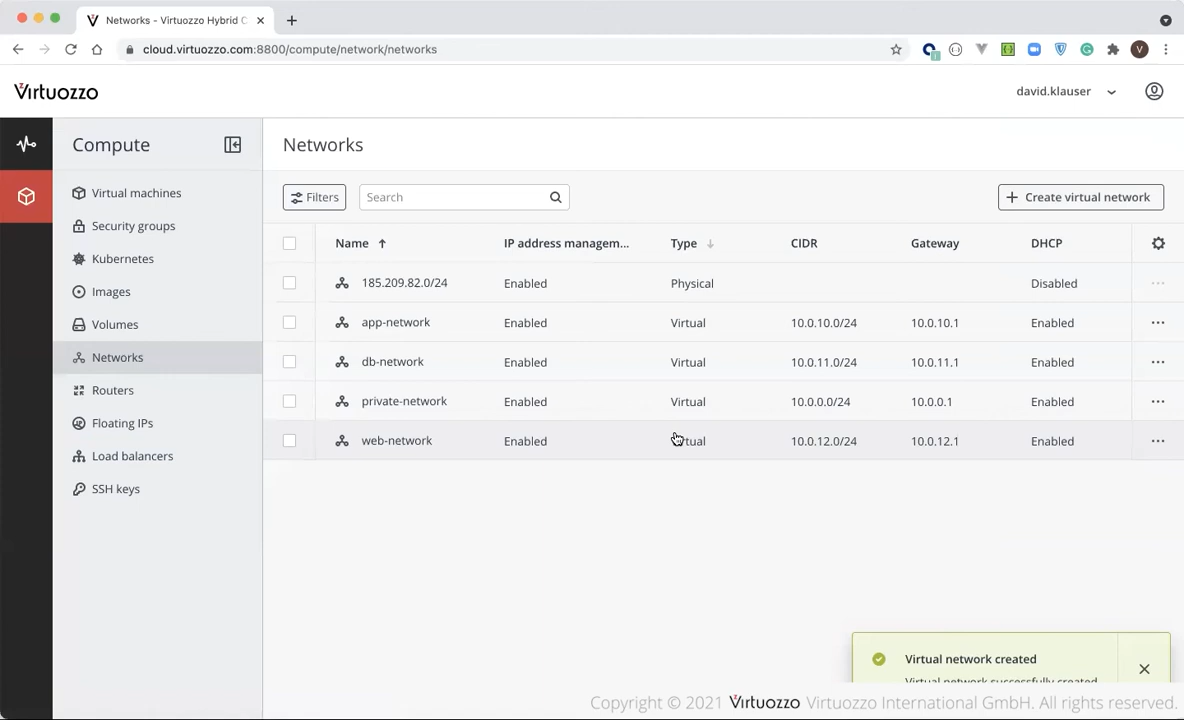 Networks - Virtuozzo Hybrid C
cloud.virtuozzo.com:8800/compute/network/networks
Virtuozzo
david.klauser
Compute
Networks
Virtual machines
Security groups
Kubernetes
Images
Volumes
Networks
Routers
Floating IPs
Load balancers
SSH keys
Filters
Search
Create virtual network
Name IP address managem... Type CIDR Gateway DHCP
185.209.82.0/24 Enabled Physical Disabled
app-network Enabled Virtual 10.0.10.0/24 10.0.10.1 Enabled
db-network Enabled Virtual 10.0.11.0/24 10.0.11.1 Enabled
private-network Enabled Virtual 10.0.0.0/24 10.0.0.1 Enabled
web-network Enabled Virtual 10.0.12.0/24 10.0.12.1 Enabled
Virtual network created
Virtual network successfully created
Copyright © 2021 Virtuozzo Virtuozzo International GmbH. All rights reserved.